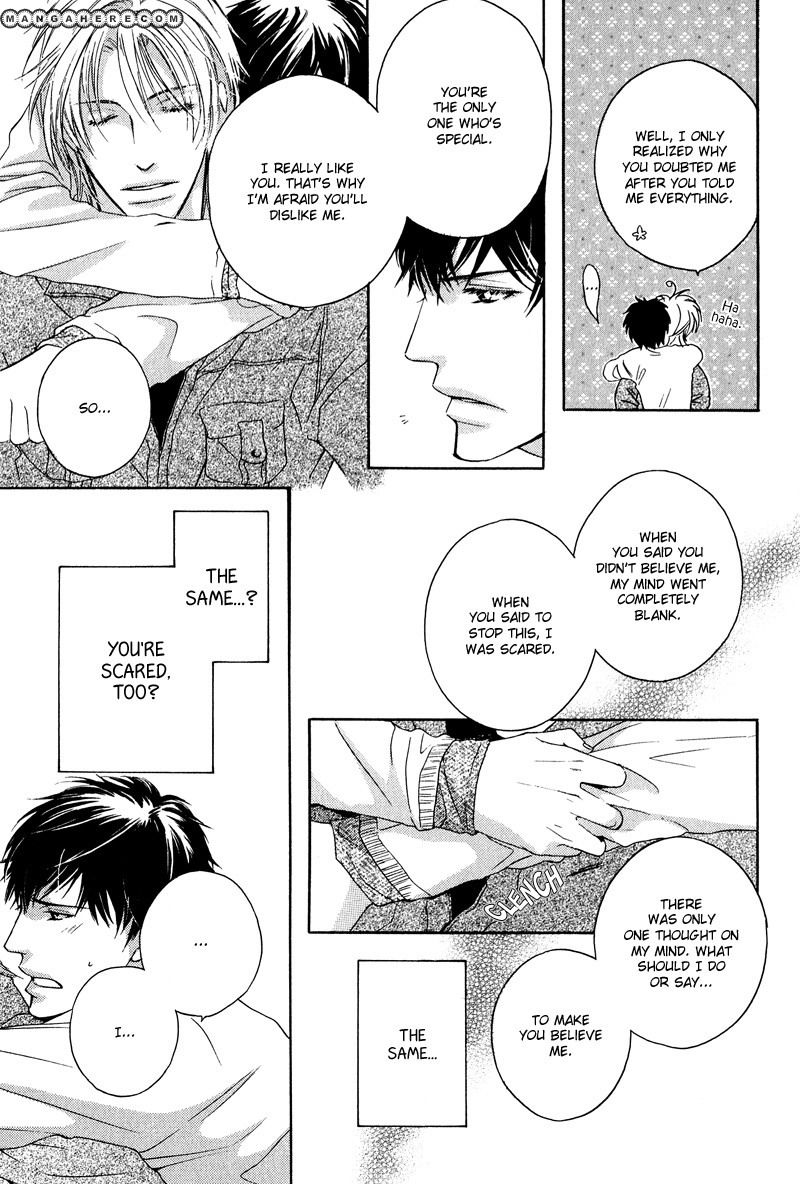 MANGAHERE.COM
WELL, I ONLY
REALIZED WHY
YOU DOUBTED ME
AFTER YOU TOLD
ME EVERYTHING.
...
Ha
haha.
YOU'RE
THE ONLY
ONE WHO'S
SPECIAL.
I REALLY LIKE
YOU. THAT'S WHY
I'M AFRAID YOU'LL
DISLIKE ME.
SO...
WHEN
YOU SAID YOU
DIDN'T BELIEVE ME,
MY MIND WENT
COMPLETELY
BLANK.
WHEN
YOU SAID TO
STOP THIS, I
WAS SCARED.
CLENCH
THERE
WAS ONLY
ONE THOUGHT ON
MY MIND. WHAT
SHOULD I DO
OR SAY...
TO MAKE
YOU BELIEVE
ME.
THE
SAME...
THE
SAME...?
YOU'RE
SCARED,
TOO?
...
I...